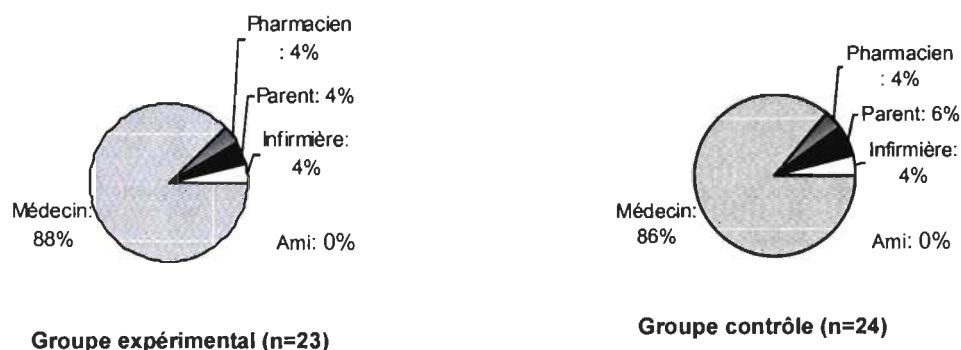 Pharmacien
: 4%
Parent: 4%
Infirmière:
4%
Médecin:
88%
Ami: 0%
Groupe expérimental (n=23)
Pharmacien
: 4%
Parent: 6%
Infirmière:
4%
Médecin:
86%
Ami: 0%
Groupe contrôle (n=24)